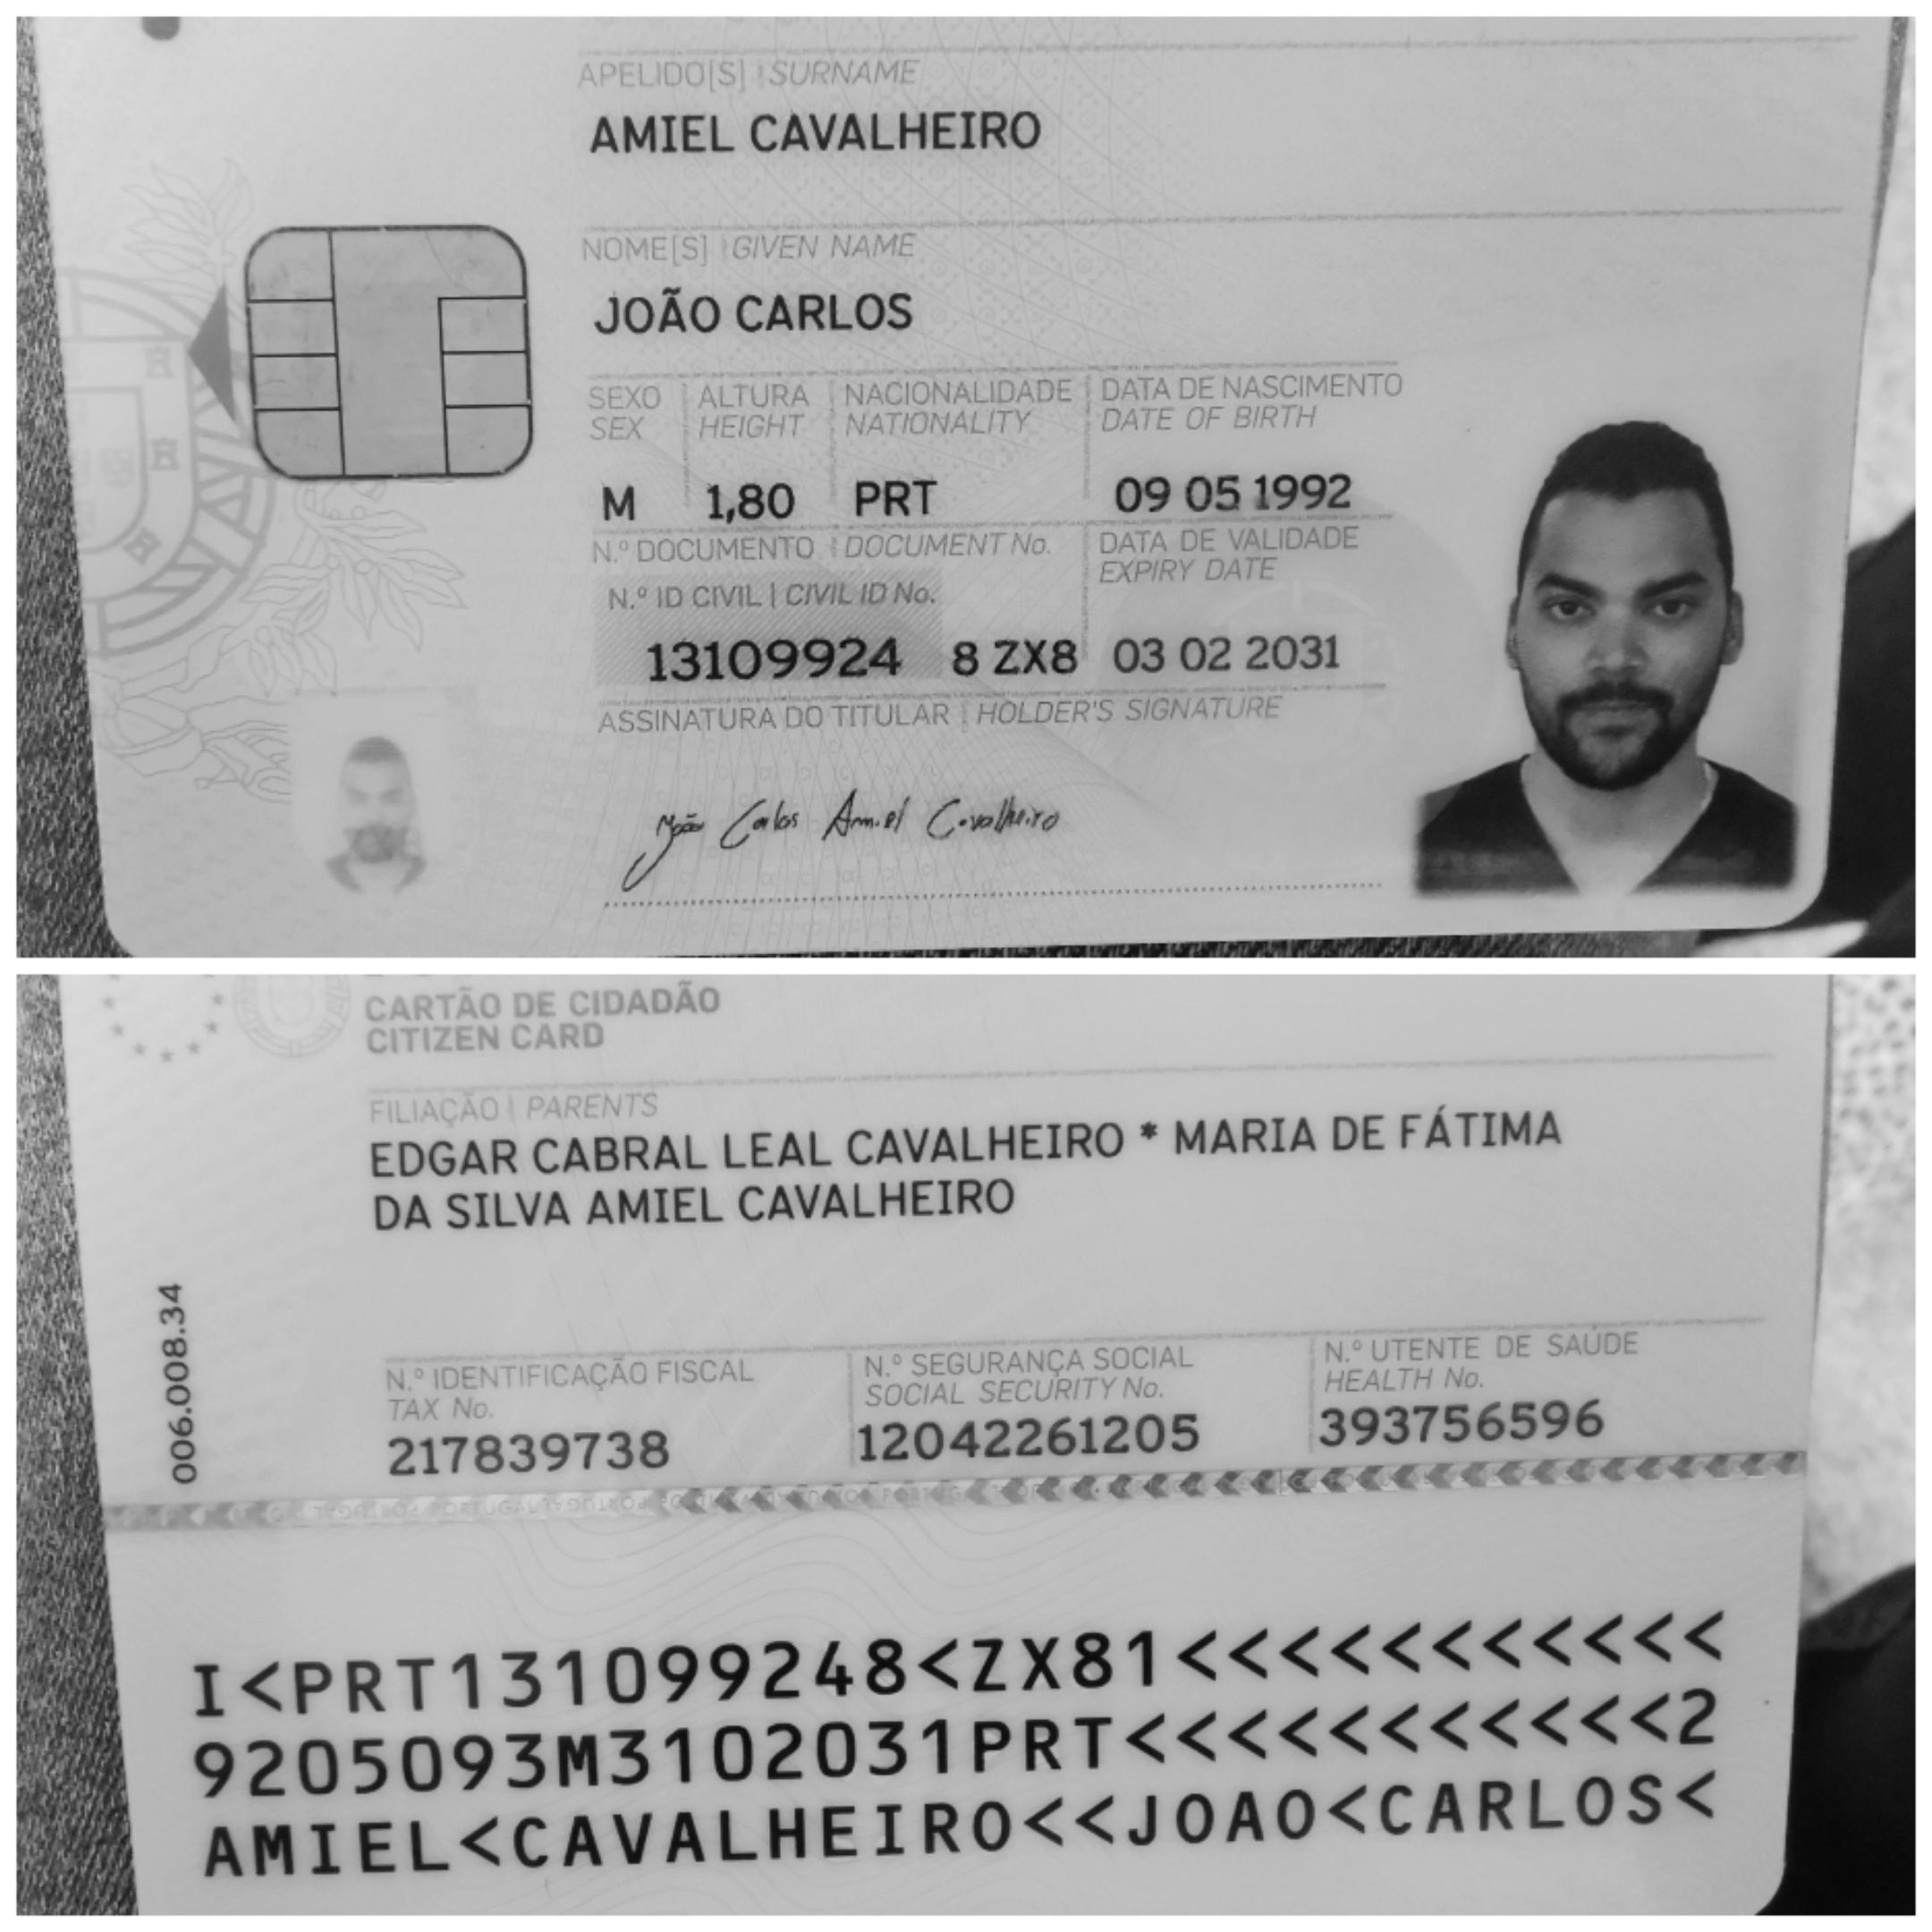 APELIDO[S] | SURNAME
AMIEL CAVALHEIRO
NOME[S] | GIVEN NAME
JOÃO CARLOS
SEXO ALTURA NACIONALIDADE DATA DE NASCIMENTO
SEX HEIGHT NATIONALITY DATE OF BIRTH
M 1,80 PRT 09 05 1992
N.º DOCUMENTO | DOCUMENT No. DATA DE VALIDADE
EXPIRY DATE
N.º ID CIVIL | CIVIL ID No.
13109924 8 ZX8 03 02 2031
ASSINATURA DO TITULAR | HOLDER'S SIGNATURE
João Carlos Amiel Cavalheiro
CARTÃO DE CIDADÃO
CITIZEN CARD
FILIAÇÃO | PARENTS
EDGAR CABRAL LEAL CAVALHEIRO * MARIA DE FÁTIMA
DA SILVA AMIEL CAVALHEIRO
006.008.34
N.º IDENTIFICAÇÃO FISCAL N.º SEGURANÇA SOCIAL N.º UTENTE DE SAÚDE
TAX No. SOCIAL SECURITY No. HEALTH No.
217839738 12042261205 393756596
I<PRT131099248<ZX81<<<<<<<<<<<
9205093M3102031PRT<<<<<<<<<<<2
AMIEL<CAVALHEIRO<<JOAO<CARLOS<